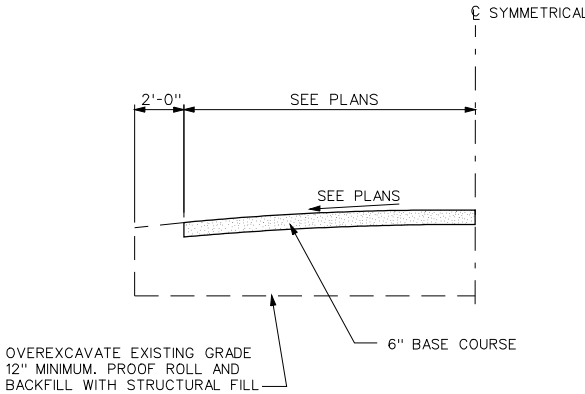 ℄ SYMMETRICAL
2'-0"
SEE PLANS
SEE PLANS
6" BASE COURSE
OVEREXCAVATE EXISTING GRADE
12" MINIMUM. PROOF ROLL AND
BACKFILL WITH STRUCTURAL FILL